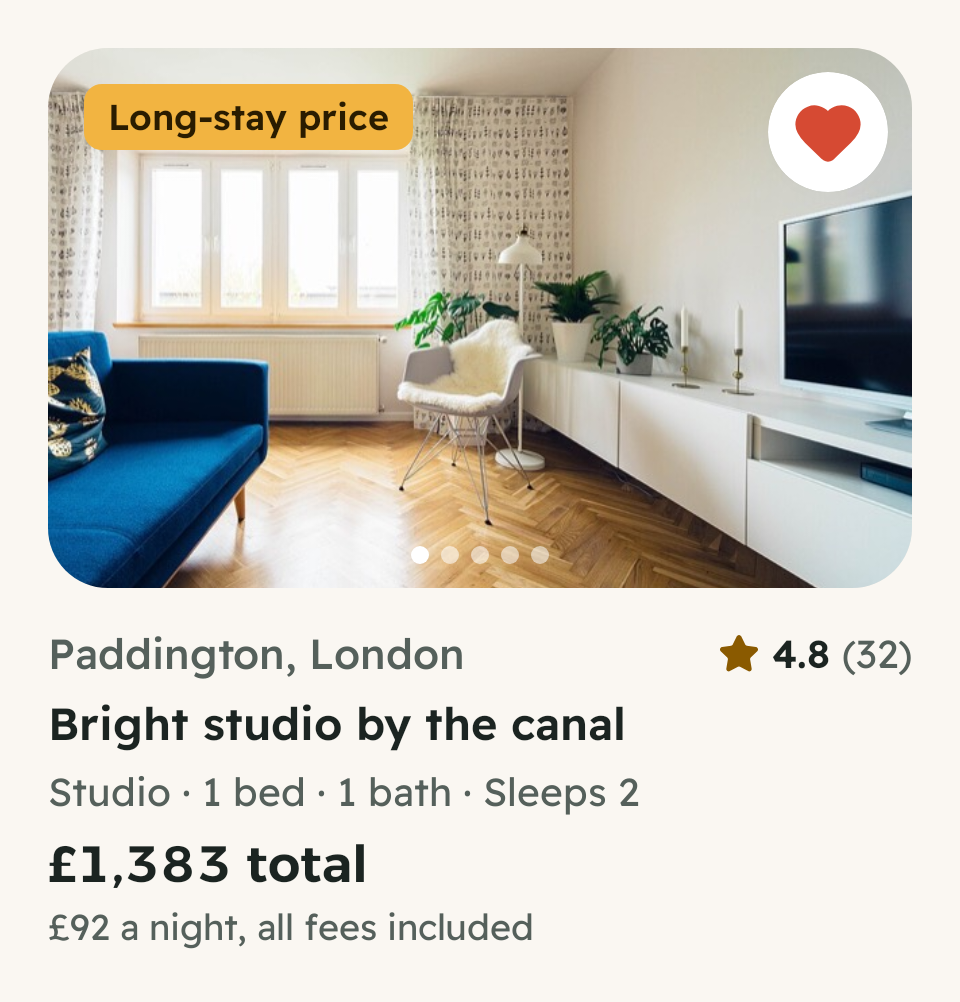 Long-stay price
Paddington, London
4.8 (32)
Bright studio by the canal
Studio · 1 bed · 1 bath · Sleeps 2
£1,383 total
£92 a night, all fees included